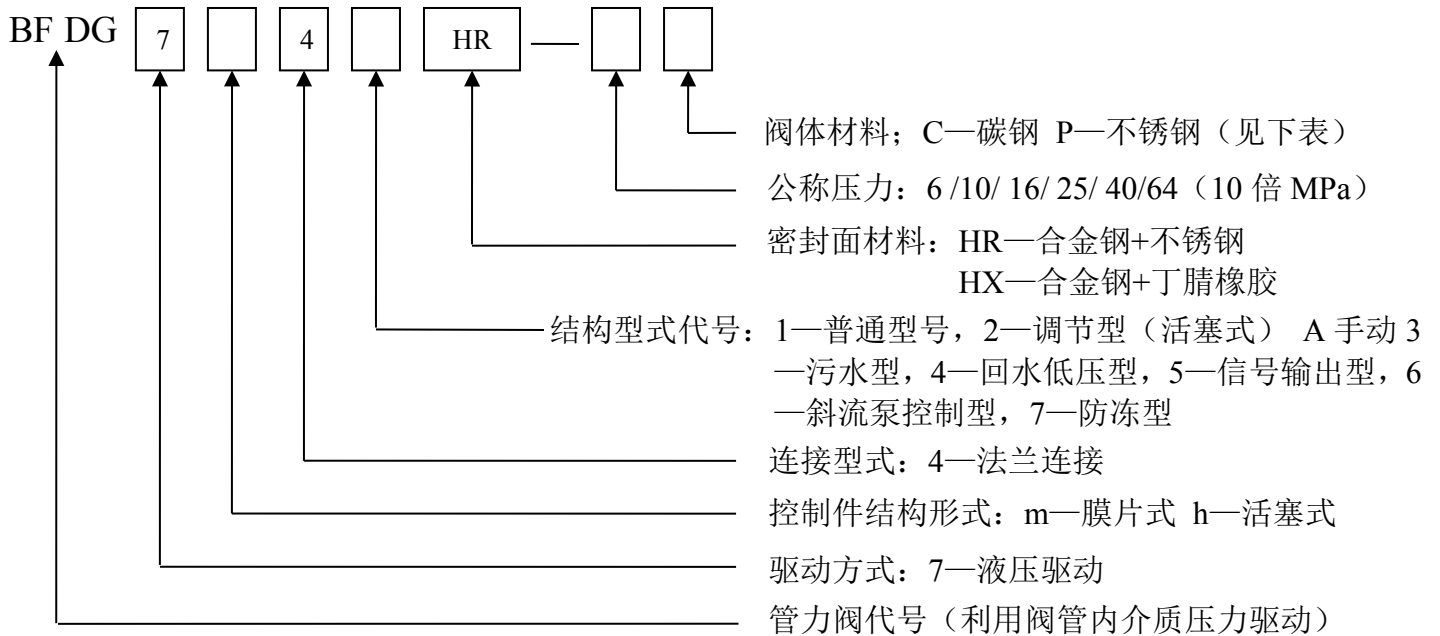 BF DG 7 4 HR —
阀体材料；C—碳钢 P—不锈钢（见下表）
公称压力：6 /10/ 16/ 25/ 40/64（10 倍 MPa）
密封面材料：HR—合金钢+不锈钢
HX—合金钢+丁腈橡胶
结构型式代号：1—普通型号，2—调节型（活塞式） A 手动 3
—污水型，4—回水低压型，5—信号输出型，6
—斜流泵控制型，7—防冻型
连接型式：4—法兰连接
控制件结构形式：m—膜片式 h—活塞式
驱动方式：7—液压驱动
管力阀代号（利用阀管内介质压力驱动）